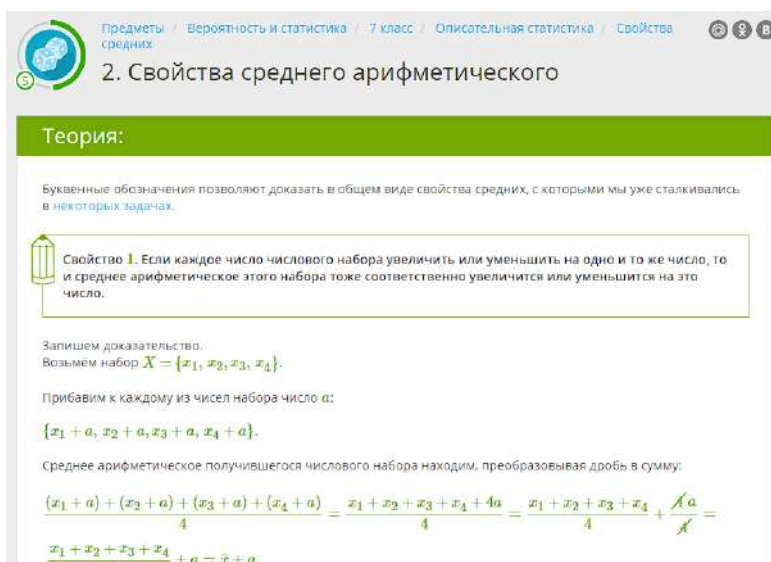 Предметы / Вероятность и статистика / 7 класс / Описательная статистика / Свойства
средних
5
2. Свойства среднего арифметического
Теория:
Буквенные обозначения позволяют доказать в общем виде свойства средних, с которыми мы уже сталкивались
в некоторых задачах.
Свойство 1. Если каждое число числового набора увеличить или уменьшить на одно и то же число, то
и среднее арифметическое этого набора тоже соответственно увеличится или уменьшится на это
число.
Запишем доказательство.
Возьмём набор X = {x₁, x₂, x₃, x₄}.
Прибавим к каждому из чисел набора число a:
{x₁ + a, x₂ + a, x₃ + a, x₄ + a}.
Среднее арифметическое получившегося числового набора находим, преобразовывая дробь в сумму:
((x₁ + a) + (x₂ + a) + (x₃ + a) + (x₄ + a))/4 = (x₁ + x₂ + x₃ + x₄ + 4a)/4 = (x₁ + x₂ + x₃ + x₄)/4 + 4a/4 =
x₁ + x₂ + x₃ + x₄ + a = x̄ + a